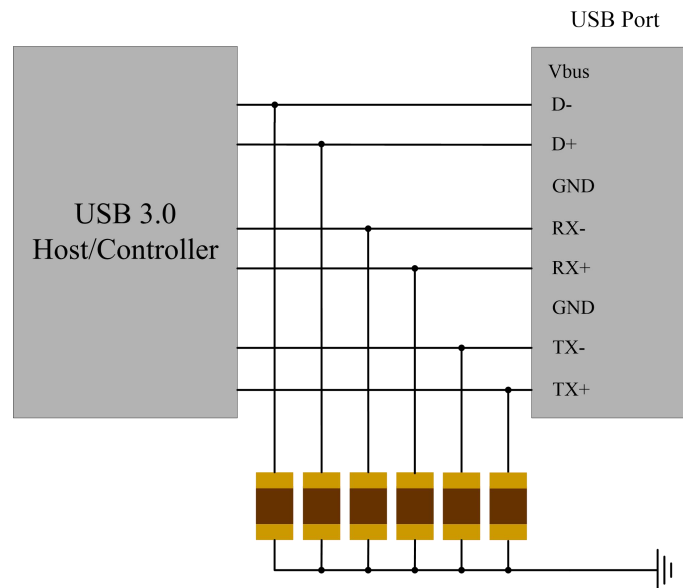 USB Port
Vbus
D-
D+
GND
USB 3.0
Host/Controller
RX-
RX+
GND
TX-
TX+